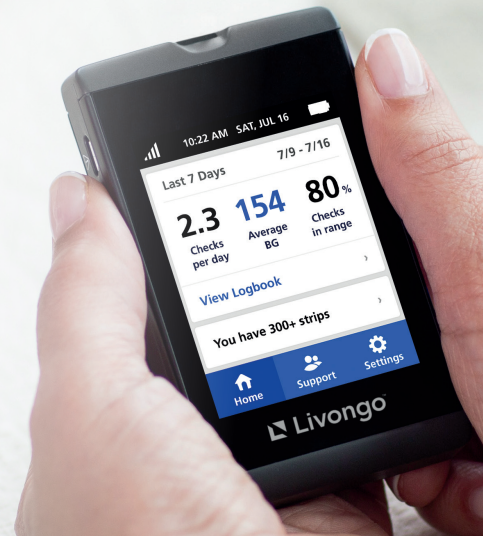 10:22 AM SAT, JUL 16
Last 7 Days 7/9 - 7/16
2.3 154 80%
Checks per day
Average BG
Checks in range
View Logbook
You have 300+ strips
Home Support Settings
Livongo